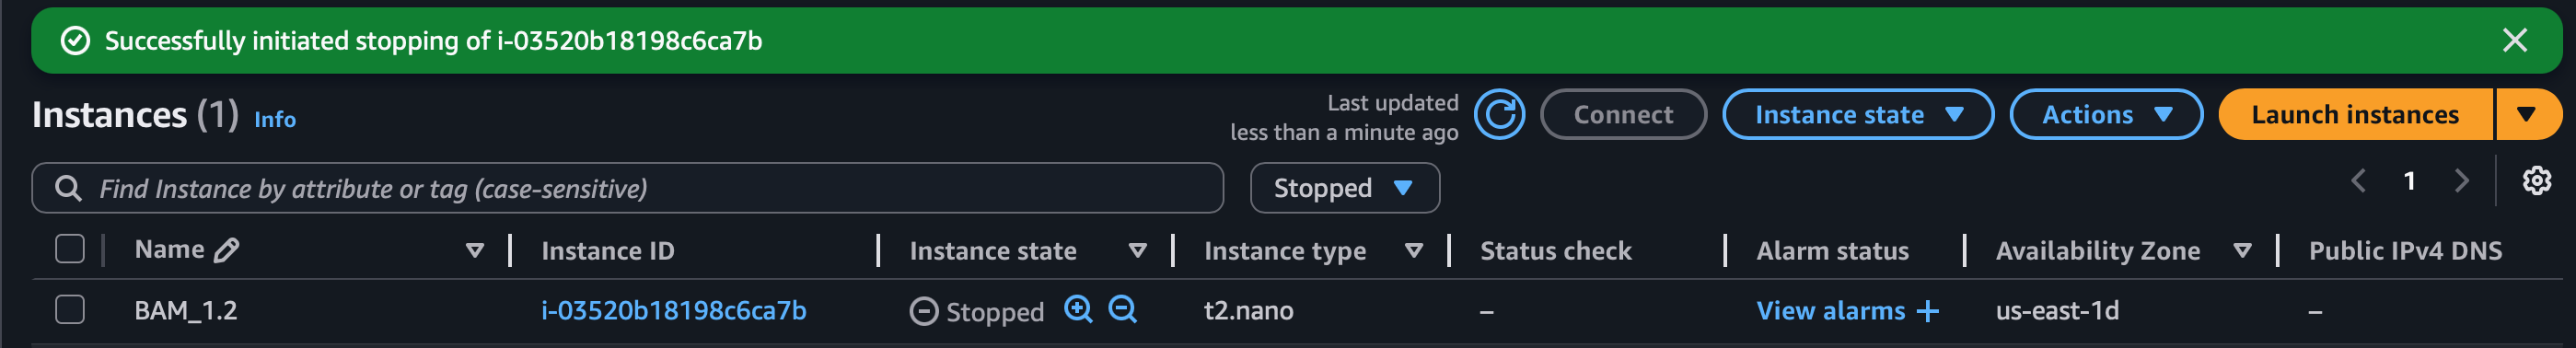 Successfully initiated stopping of i-03520b18198c6ca7b
Instances (1) Info
Last updated
less than a minute ago
Connect
Instance state
Actions
Launch instances
Find Instance by attribute or tag (case-sensitive)
Stopped
1
Name Instance ID Instance state Instance type Status check Alarm status Availability Zone Public IPv4 DNS
BAM_1.2 i-03520b18198c6ca7b Stopped t2.nano – View alarms + us-east-1d –